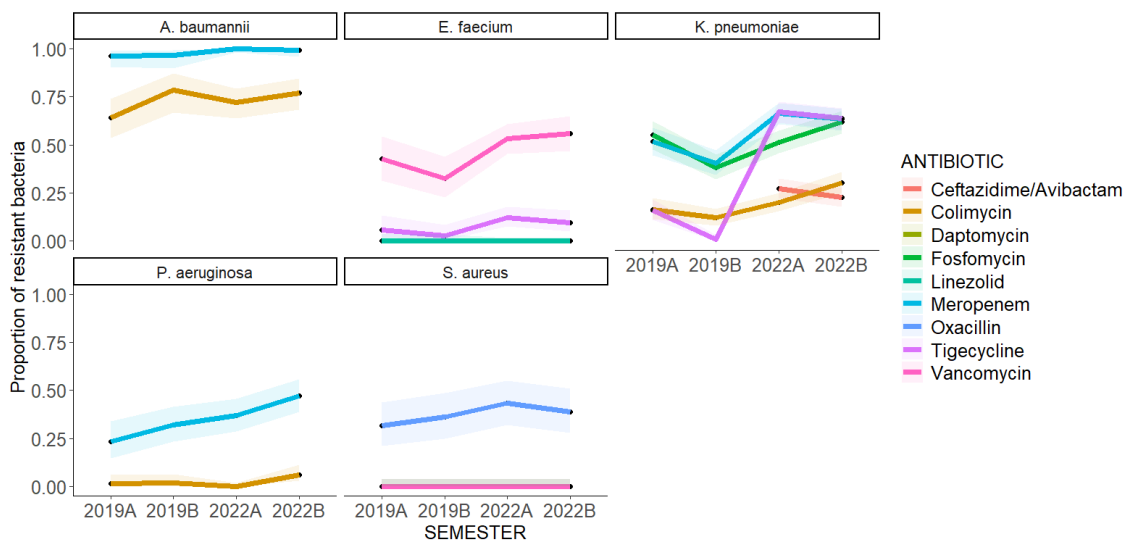 A. baumannii
E. faecium
K. pneumoniae
1.00
0.75
0.50
0.25
0.00
2019A 2019B 2022A 2022B
P. aeruginosa
S. aureus
1.00
0.75
0.50
0.25
0.00
2019A 2019B 2022A 2022B
2019A 2019B 2022A 2022B
SEMESTER
Proportion of resistant bacteria
ANTIBIOTIC
Ceftazidime/Avibactam
Colimycin
Daptomycin
Fosfomycin
Linezolid
Meropenem
Oxacillin
Tigecycline
Vancomycin